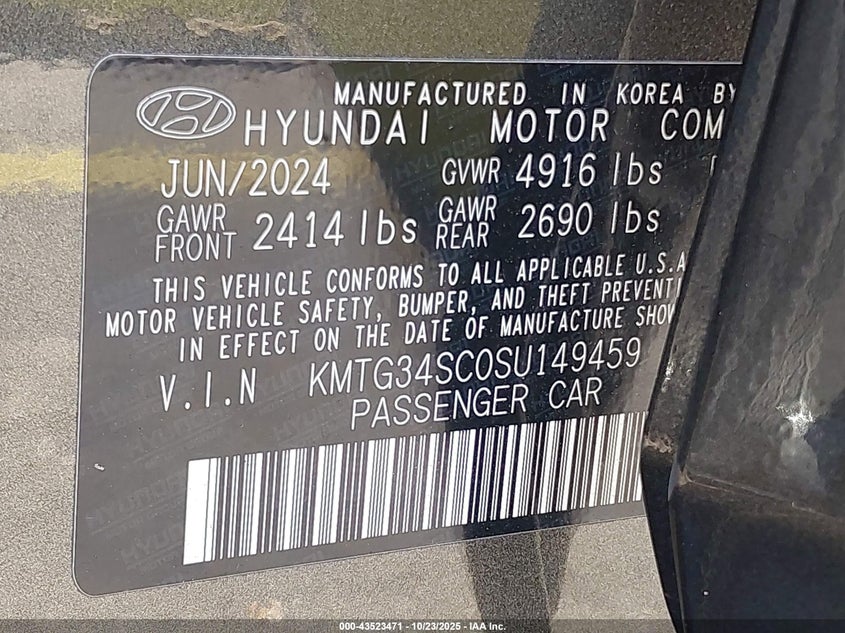 MANUFACTURED IN KOREA BY
HYUNDAI MOTOR COM
JUN/2024 GVWR 4916 lbs
GAWR FRONT 2414 lbs GAWR REAR 2690 lbs
THIS VEHICLE CONFORMS TO ALL APPLICABLE U.S.A
MOTOR VEHICLE SAFETY, BUMPER, AND THEFT PREVENTI
IN EFFECT ON THE DATE OF MANUFACTURE SHOW
V.I.N KMTG34SC0SU149459
PASSENGER CAR
000-43523471 | 10/23/2025 - IAA Inc.